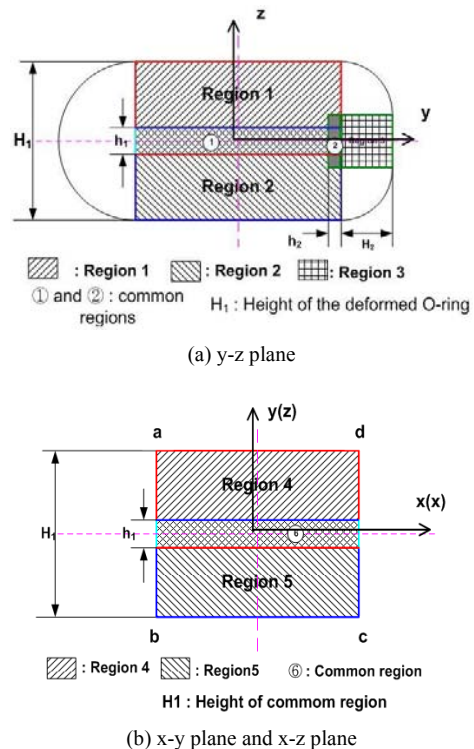 z
Region 1
H₁
h₁
①
②
y
Region 2
h₂
H₂
: Region 1
: Region 2
: Region 3
① and ② : common regions
H₁ : Height of the deformed O-ring
(a) y-z plane
y(z)
a
d
Region 4
x(x)
H₁
h₁
⑥
Region 5
b
c
: Region 4
: Region5
⑥ : Common region
H1 : Height of commom region
(b) x-y plane and x-z plane